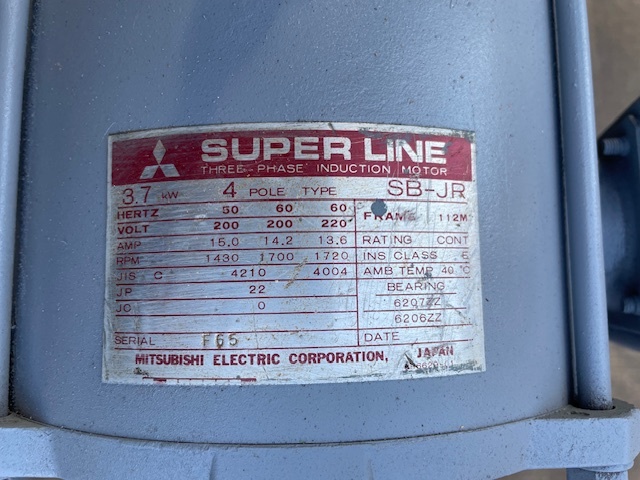 SUPER LINE
THREE-PHASE INDUCTION MOTOR
3.7 kW 4 POLE TYPE SB-JR
HERTZ 50 60 60 FRAME 112M
VOLT 200 200 220
AMP 15.0 14.2 13.6 RATING CONT
RPM 1430 1700 1720 INS CLASS E
JIS C 4210 4004 AMB TEMP 40 °C
JP 22 BEARING
JC 0 6207ZZ
6206ZZ
SERIAL F65 DATE
MITSUBISHI ELECTRIC CORPORATION, JAPAN